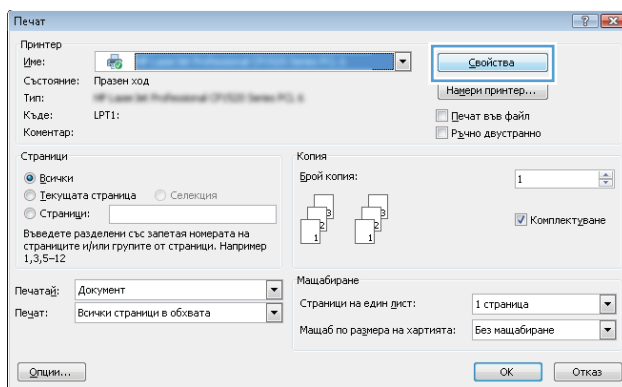 Печат
Принтер
Име:
Свойства
Състояние: Празен ход
Тип:
Намери принтер...
Къде: LPT1:
Печат във файл
Коментар:
Ръчно двустранно
Страници
Всички
Текущата страница Селекция
Страници:
Въведете разделени със запетая номерата на
страниците и/или групите от страници. Например
1,3,5–12
Копия
Брой копия: 1
Комплектуване
Печатай: Документ
Печат: Всички страници в обхвата
Мащабиране
Страници на един лист: 1 страница
Мащаб по размера на хартията: Без мащабиране
Опции...
OK
Отказ